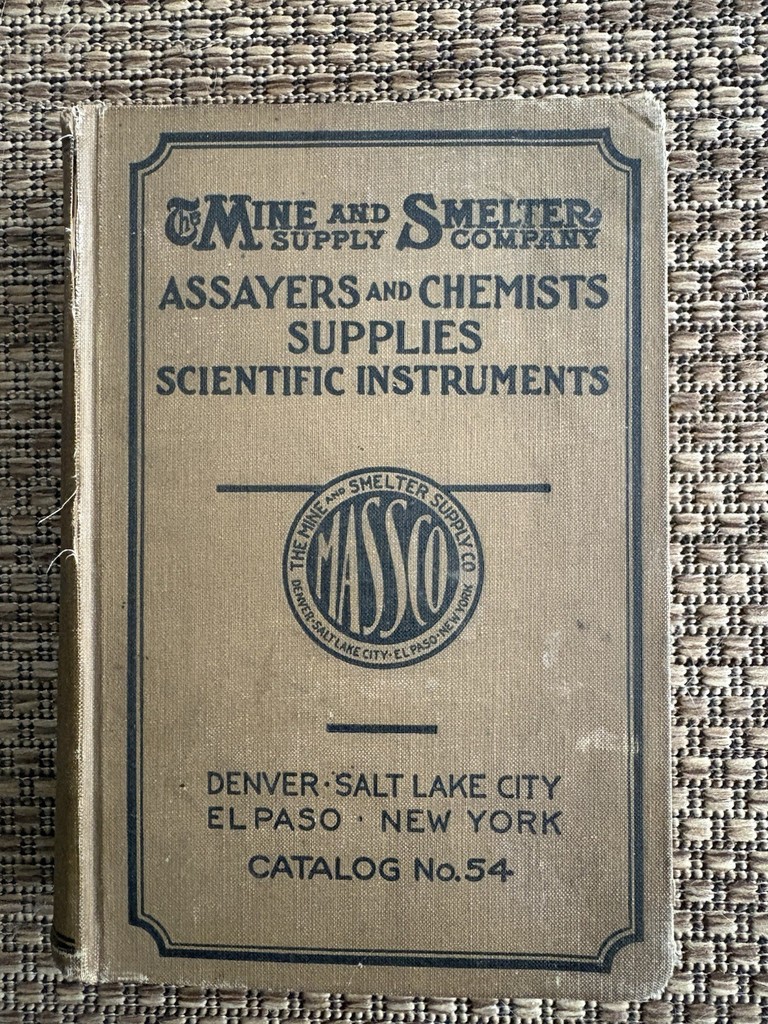 The MINE AND SMELTER
SUPPLY COMPANY
ASSAYERS AND CHEMISTS
SUPPLIES
SCIENTIFIC INSTRUMENTS
THE MINE AND SMELTER SUPPLY CO
MASSCO
DENVER·SALT LAKE CITY·EL PASO·NEW YORK
DENVER·SALT LAKE CITY
EL PASO · NEW YORK
CATALOG No.54